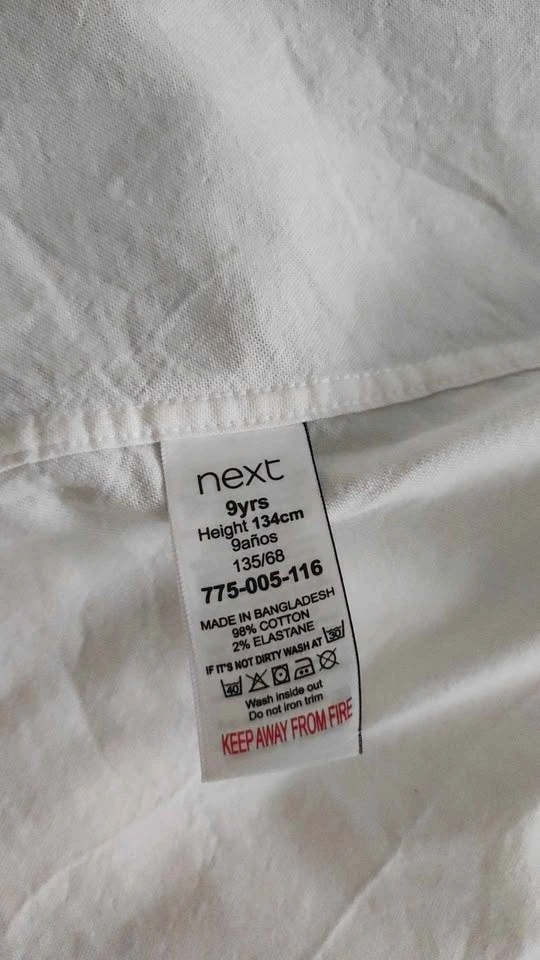 next
9yrs
Height 134cm
9años
135/68
775-005-116
MADE IN BANGLADESH
98% COTTON
2% ELASTANE
IF IT'S NOT DIRTY WASH AT 30
40
Wash inside out
Do not iron trim
KEEP AWAY FROM FIRE